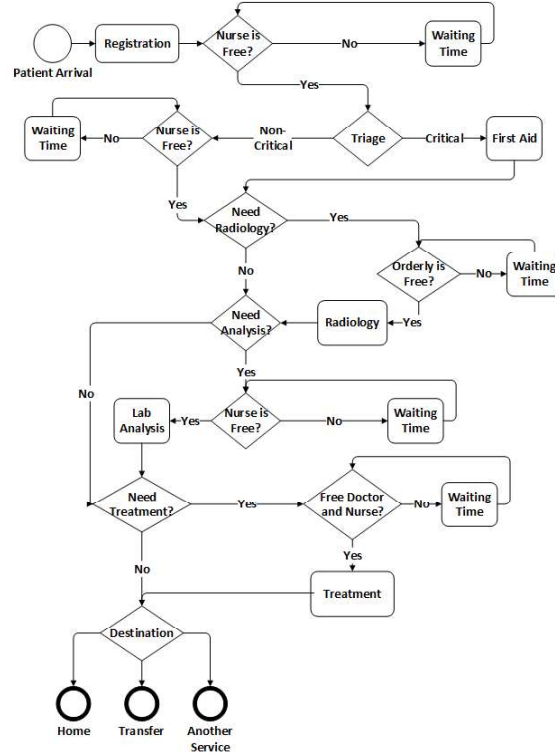 Patient Arrival
Registration
Nurse is
Free?
No
Waiting
Time
Yes
Waiting
Time
No
Nurse is
Free?
Non-
Critical
Triage
Critical
First Aid
Yes
Need
Radiology?
Yes
No
Orderly is
Free?
No
Waiting
Time
Need
Analysis?
Radiology
Yes
No
Yes
Lab
Analysis
Yes
Nurse is
Free?
No
Waiting
Time
Need
Treatment?
Yes
Free Doctor
and Nurse?
No
Waiting
Time
Yes
No
Treatment
Destination
Home
Transfer
Another
Service